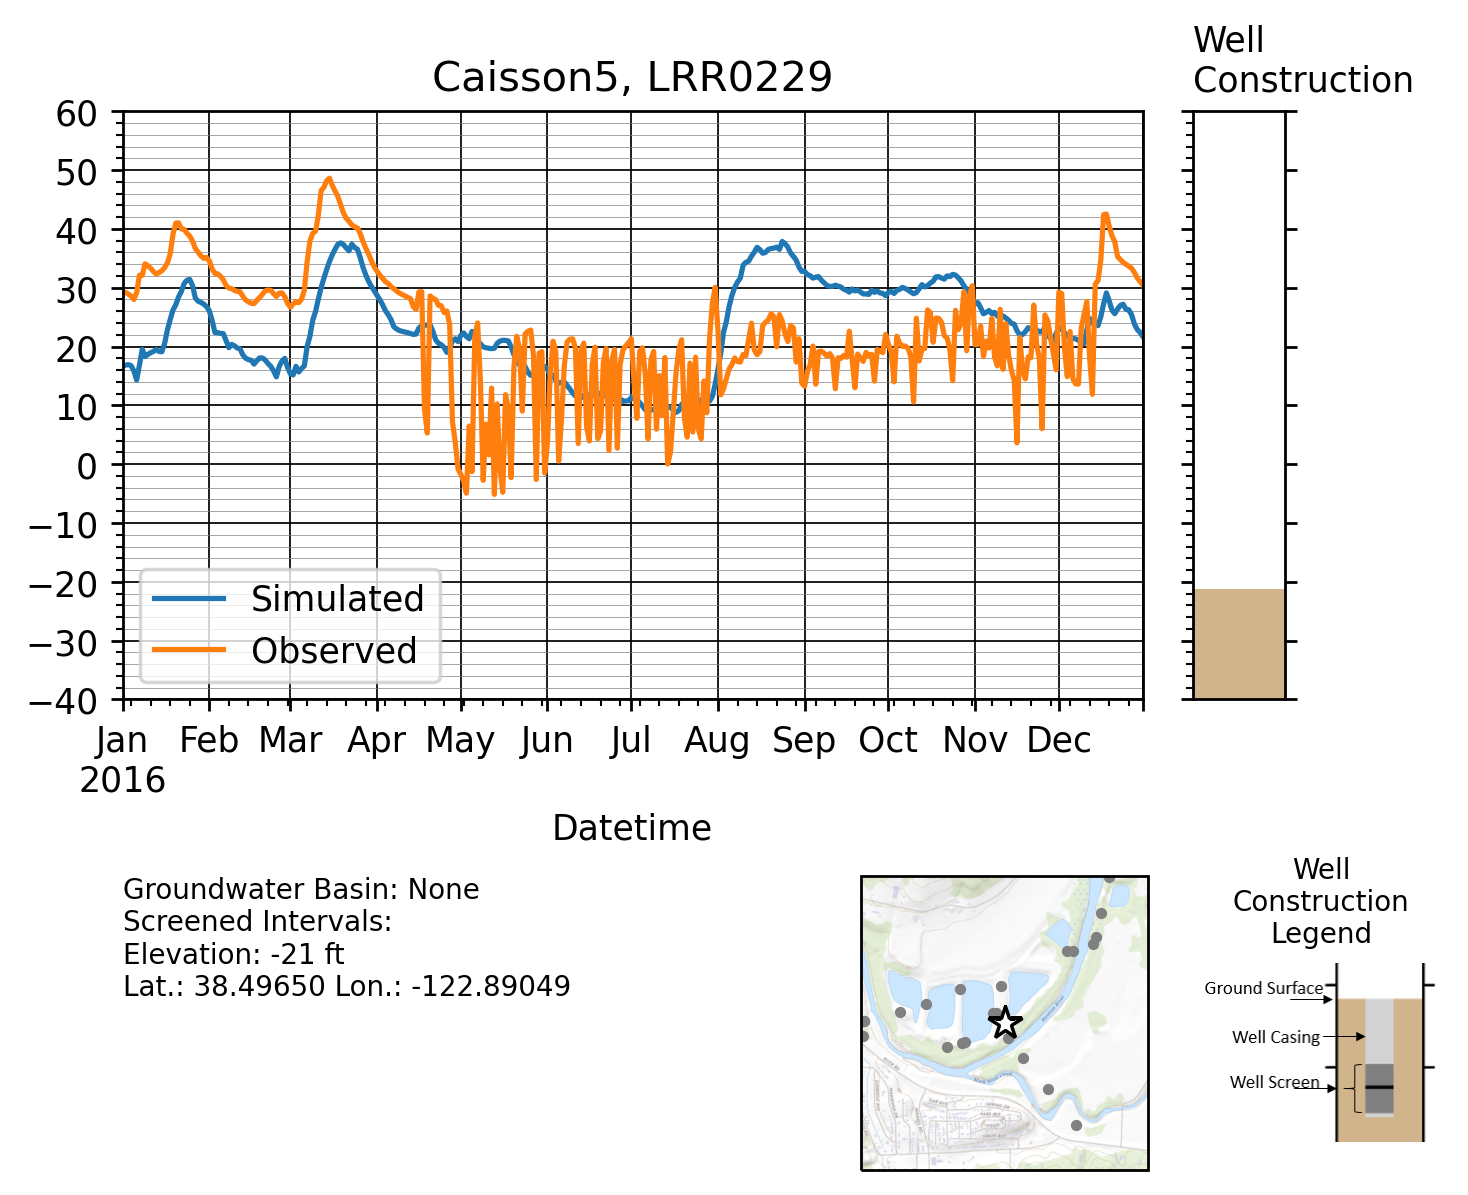 Well
Construction
Caisson5, LRR0229
60
50
40
30
20
10
0
−10
−20
−30
−40
Simulated
Observed
Jan Feb Mar Apr May Jun Jul Aug Sep Oct Nov Dec
2016
Datetime
Groundwater Basin: None
Screened Intervals:
Elevation: -21 ft
Lat.: 38.49650 Lon.: -122.89049
Well
Construction
Legend
Ground Surface
Well Casing
Well Screen